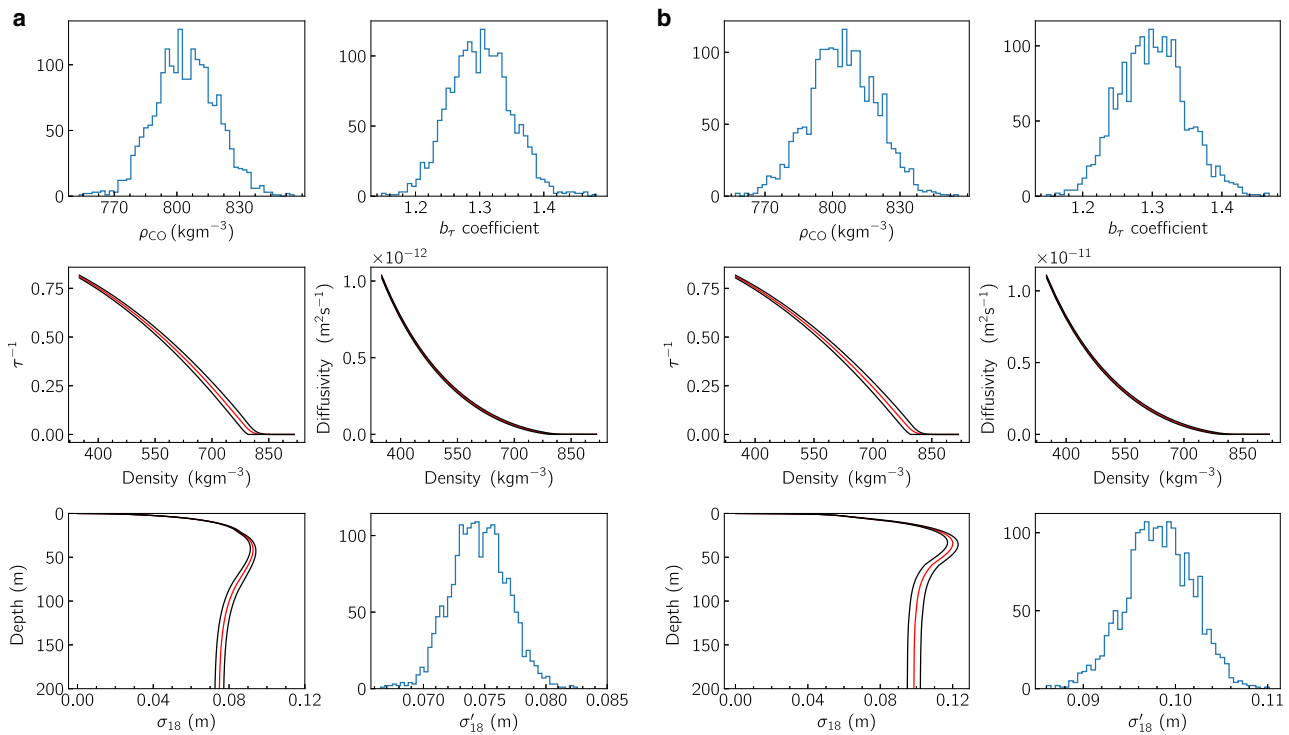 a
100
50
0
770 800 830
ρCO (kgm−3)
100
50
0
1.2 1.3 1.4
bτ coefficient
0.75
0.50
0.25
0.00
τ−1
400 550 700 850
Density (kgm−3)
×10−12
1.0
0.5
0.0
Diffusivity (m2s−1)
400 550 700 850
Density (kgm−3)
0
50
100
150
200
Depth (m)
0.00 0.04 0.08 0.12
σ18 (m)
100
50
0
0.070 0.075 0.080 0.085
σ′18 (m)
b
100
50
0
770 800 830
ρCO (kgm−3)
100
50
0
1.2 1.3 1.4
bτ coefficient
0.75
0.50
0.25
0.00
τ−1
400 550 700 850
Density (kgm−3)
×10−11
1.0
0.5
0.0
Diffusivity (m2s−1)
400 550 700 850
Density (kgm−3)
0
50
100
150
200
Depth (m)
0.00 0.04 0.08 0.12
σ18 (m)
100
50
0
0.09 0.10 0.11
σ′18 (m)